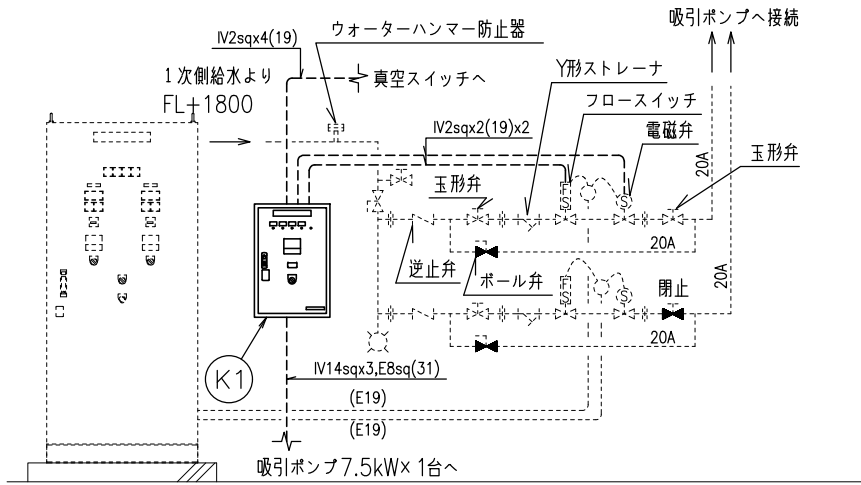 吸引ポンプへ接続
IV2sqx4(19)
ウォーターハンマー防止器
1次側給水より
FL+1800
真空スイッチへ
Y形ストレーナ
フロースイッチ
IV2sqx2(19)x2
電磁弁
玉形弁
20A
玉形弁
F
S
S
逆止弁
ボール弁
20A
20A
F
S
S
閉止
20A
K1
IV14sqx3,E8sq(31)
(E19)
(E19)
吸引ポンプ7.5kW×1台へ